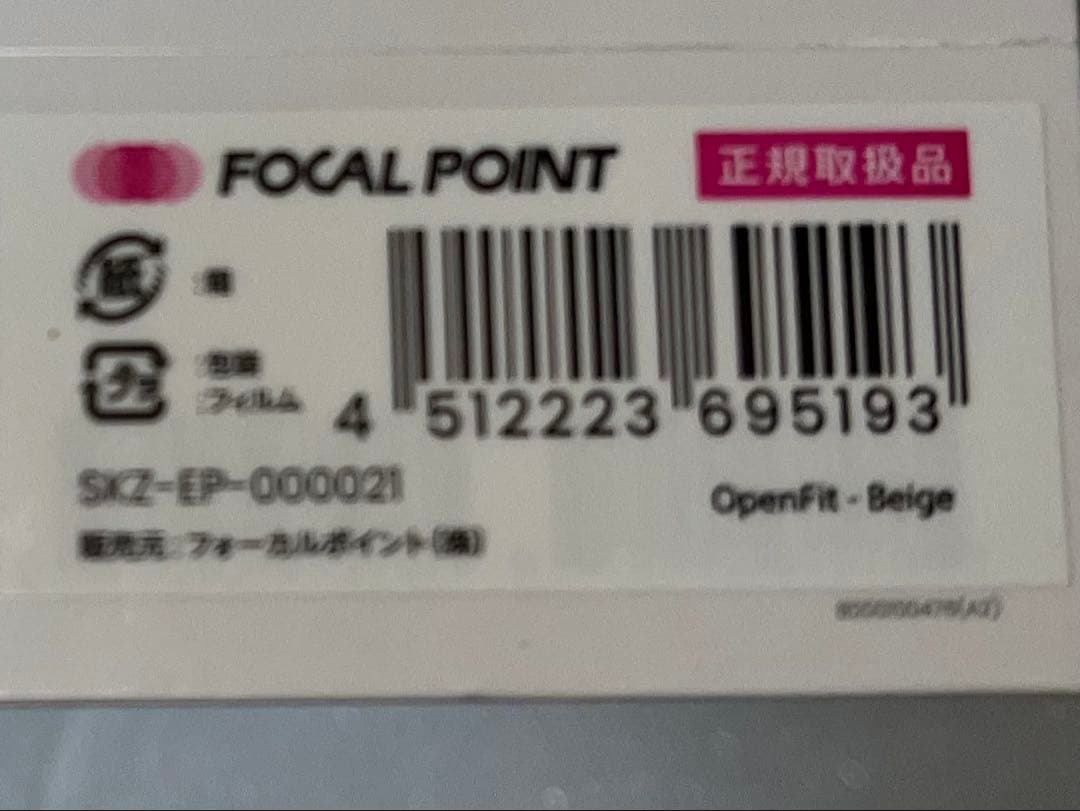 FOCAL POINT
正規取扱品
紙
:箱
プラ
:包装
:フィルム
4 512223 695193
SKZ-EP-000021
OpenFit - Beige
販売元:フォーカルポイント(株)